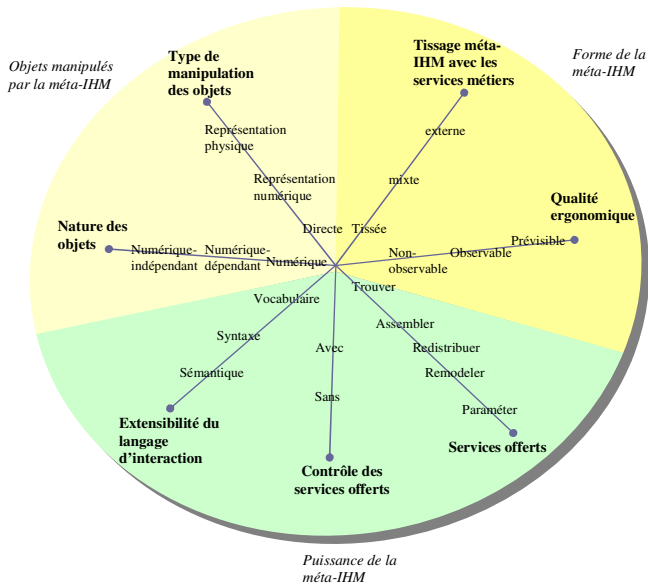 Objets manipulés
par la méta-IHM
Type de
manipulation
des objets
Représentation
physique
Représentation
numérique
Directe
Nature des
objets
Numérique-
indépendant
Numérique-
dépendant
Numérique
Forme de la
méta-IHM
Tissage méta-
IHM avec les
services métiers
externe
mixte
Tissée
Qualité
ergonomique
Prévisible
Observable
Non-
observable
Trouver
Assembler
Redistribuer
Remodeler
Paraméter
Services offerts
Avec
Sans
Contrôle des
services offerts
Vocabulaire
Syntaxe
Sémantique
Extensibilité du
langage
d'interaction
Puissance de la
méta-IHM